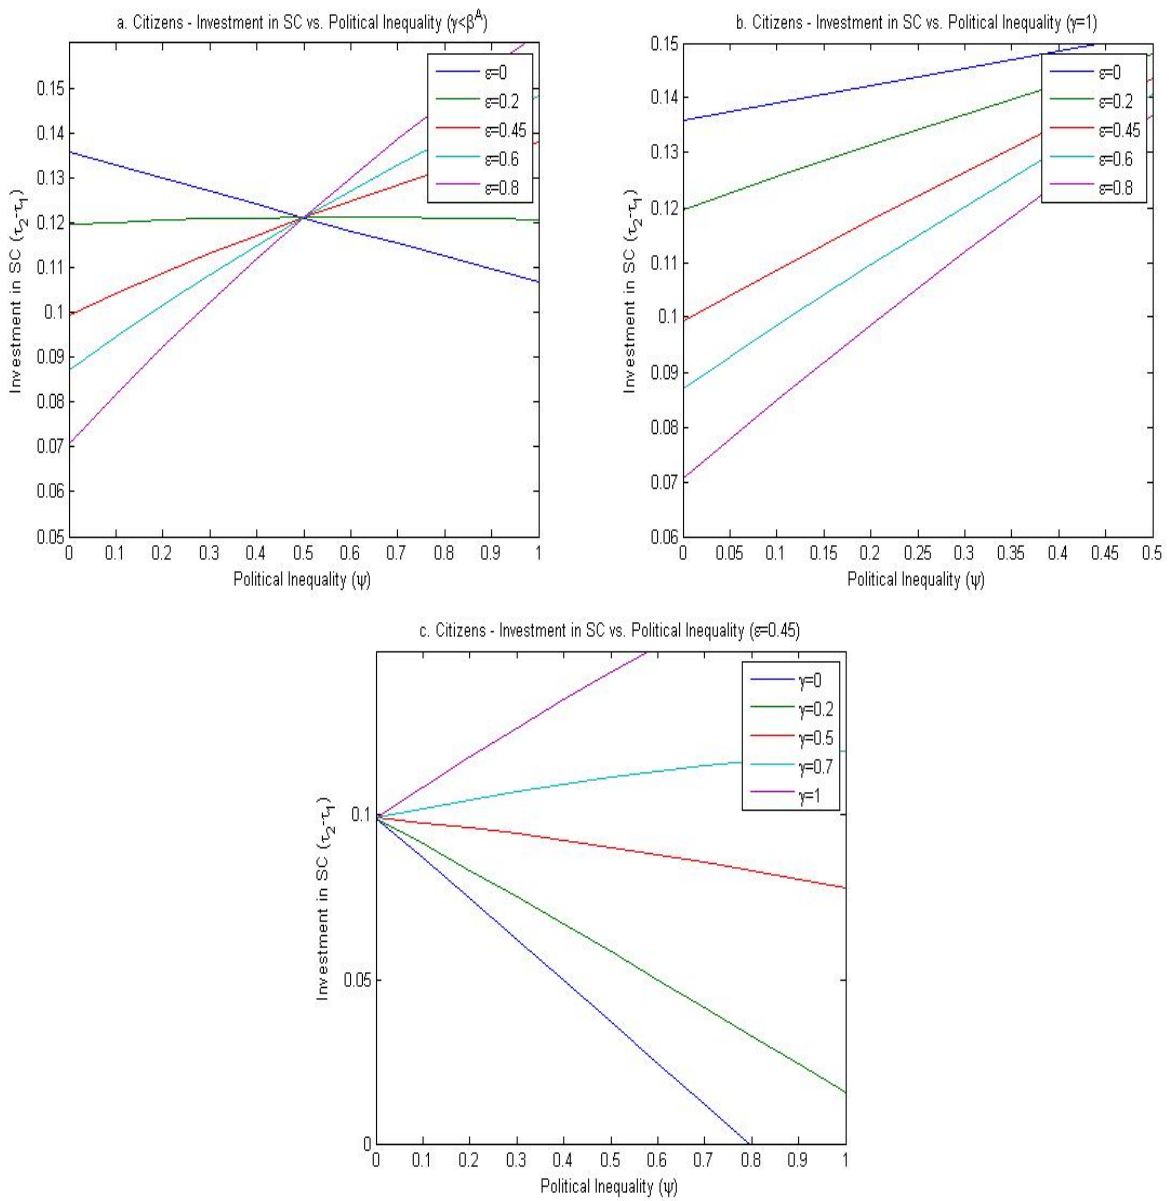 a. Citizens - Investment in SC vs. Political Inequality (γ<β^A)
0.15
0.14
0.13
0.12
0.11
0.1
0.09
0.08
0.07
0.06
0.05
Investment in SC (τ_2-τ_1)
0 0.1 0.2 0.3 0.4 0.5 0.6 0.7 0.8 0.9 1
Political Inequality (ψ)
ε=0
ε=0.2
ε=0.45
ε=0.6
ε=0.8
b. Citizens - Investment in SC vs. Political Inequality (γ=1)
0.15
0.14
0.13
0.12
0.11
0.1
0.09
0.08
0.07
0.06
Investment in SC (τ_2-τ_1)
0 0.05 0.1 0.15 0.2 0.25 0.3 0.35 0.4 0.45 0.5
Political Inequality (ψ)
ε=0
ε=0.2
ε=0.45
ε=0.6
ε=0.8
c. Citizens - Investment in SC vs. Political Inequality (ε=0.45)
0.1
0.05
0
Investment in SC (τ_2-τ_1)
0 0.1 0.2 0.3 0.4 0.5 0.6 0.7 0.8 0.9 1
Political Inequality (ψ)
γ=0
γ=0.2
γ=0.5
γ=0.7
γ=1